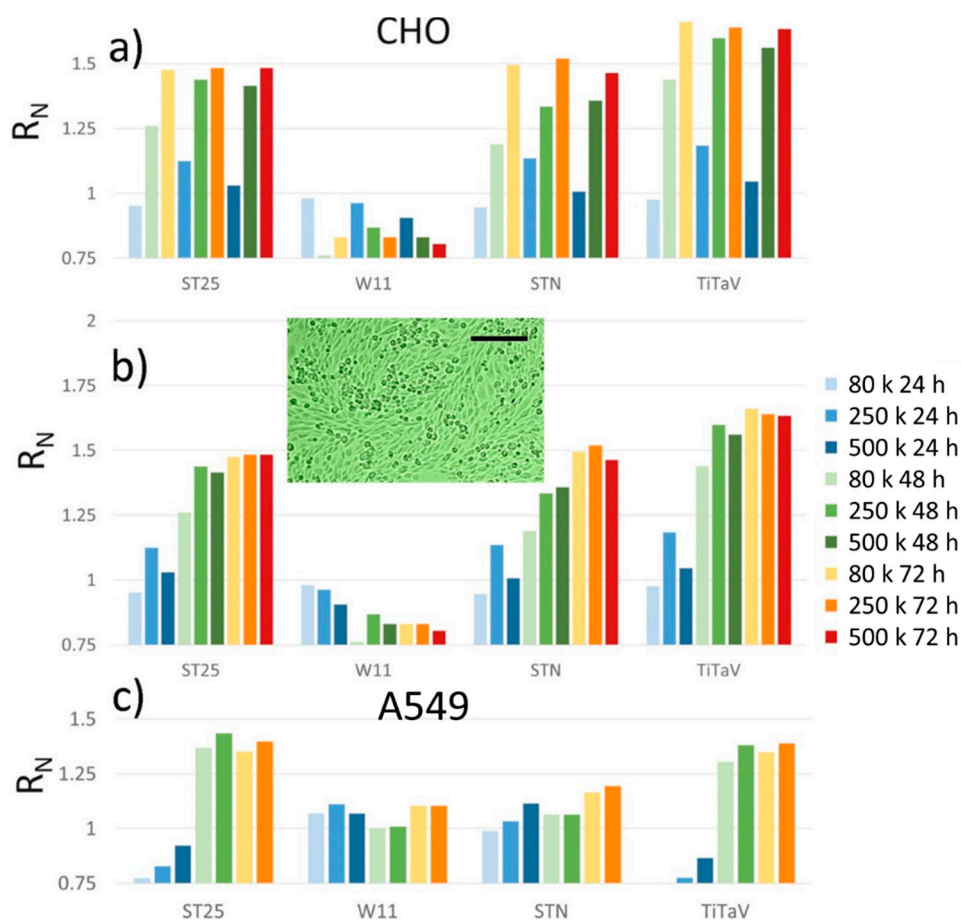 a)
CHO
R_N
1.5
1.25
1
0.75
ST25 W11 STN TiTaV
b)
R_N
2
1.75
1.5
1.25
1
0.75
ST25 W11 STN TiTaV
80 k 24 h
250 k 24 h
500 k 24 h
80 k 48 h
250 k 48 h
500 k 48 h
80 k 72 h
250 k 72 h
500 k 72 h
c)
A549
R_N
1.5
1.25
1
0.75
ST25 W11 STN TiTaV